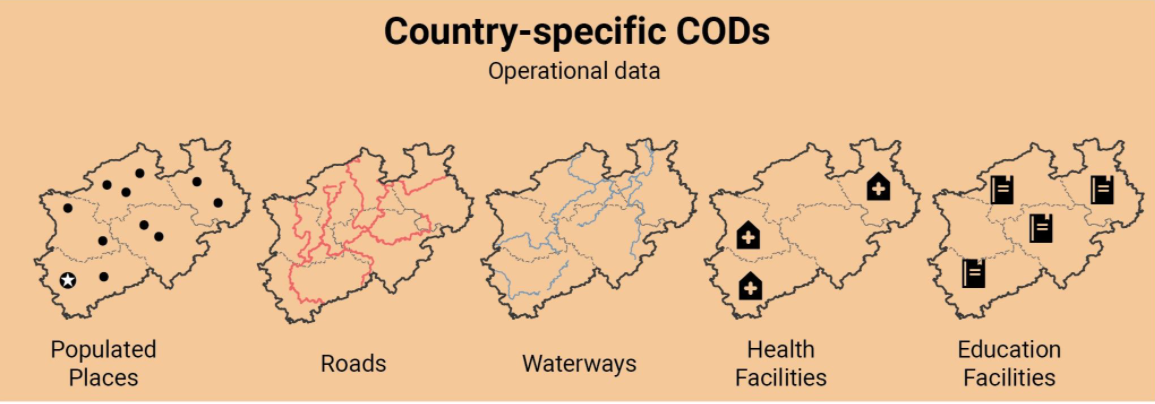 Country-specific CODs
Operational data
Populated
Places
Roads
Waterways
Health
Facilities
Education
Facilities